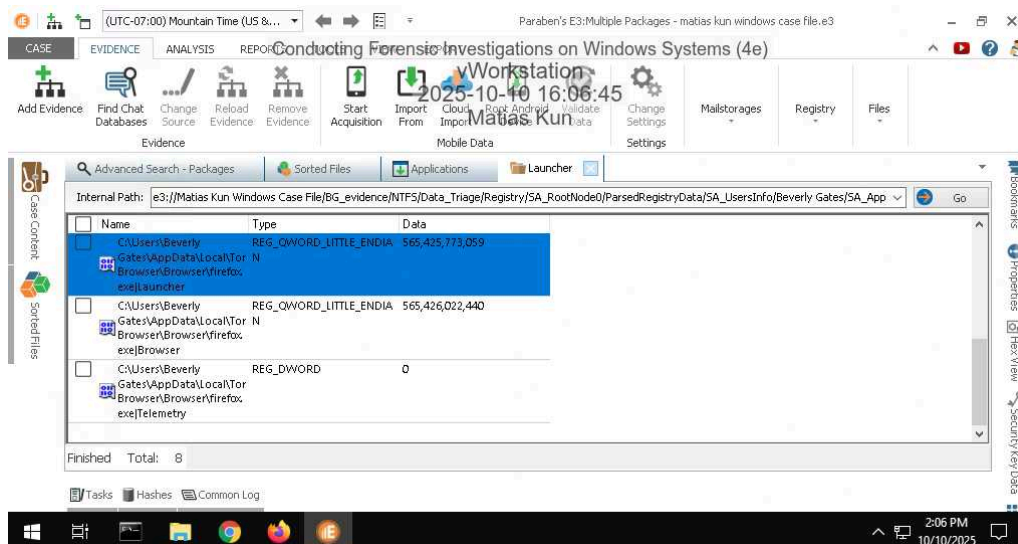 (UTC-07:00) Mountain Time (US &...
Paraben's E3:Multiple Packages - matias kun windows case file.e3
CASE EVIDENCE ANALYSIS
Conducting Forensic Investigations on Windows Systems (4e)
vWorkstation
2025-10-10 16:06:45
Matias Kun
Add Evidence
Find Chat Databases
Change Source
Reload Evidence
Remove Evidence
Start Acquisition
Import From
Cloud Import
Root Android Device
Validate Data
Change Settings
Mailstorages
Registry
Files
Evidence
Mobile Data
Settings
Advanced Search - Packages
Sorted Files
Applications
Launcher
Internal Path: e3://Matias Kun Windows Case File/BG_evidence/NTFS/Data_Triage/Registry/SA_RootNode0/ParsedRegistryData/SA_UsersInfo/Beverly Gates/SA_App
Go
Name Type Data
C:\Users\Beverly REG_QWORD_LITTLE_ENDIA 565,425,773,059
Gates\AppData\Local\Tor N
Browser\Browser\firefox.
exe|Launcher
C:\Users\Beverly REG_QWORD_LITTLE_ENDIA 565,426,022,440
Gates\AppData\Local\Tor N
Browser\Browser\firefox.
exe|Browser
C:\Users\Beverly REG_DWORD 0
Gates\AppData\Local\Tor
Browser\Browser\firefox.
exe|Telemetry
Finished Total: 8
Tasks Hashes Common Log
Case Content
Sorted Files
Bookmarks
Properties
Hex View
Security Key Data
2:06 PM
10/10/2025